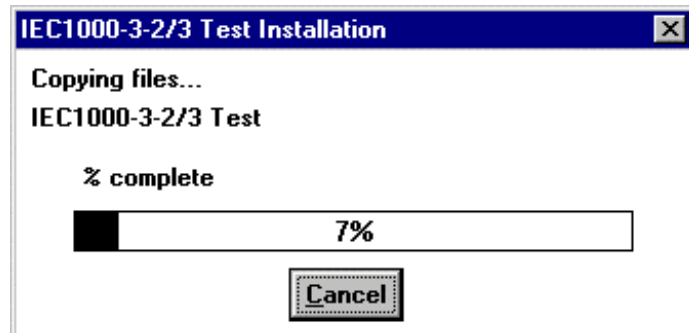 IEC1000-3-2/3 Test Installation
Copying files...
IEC1000-3-2/3 Test
% complete
7%
Cancel